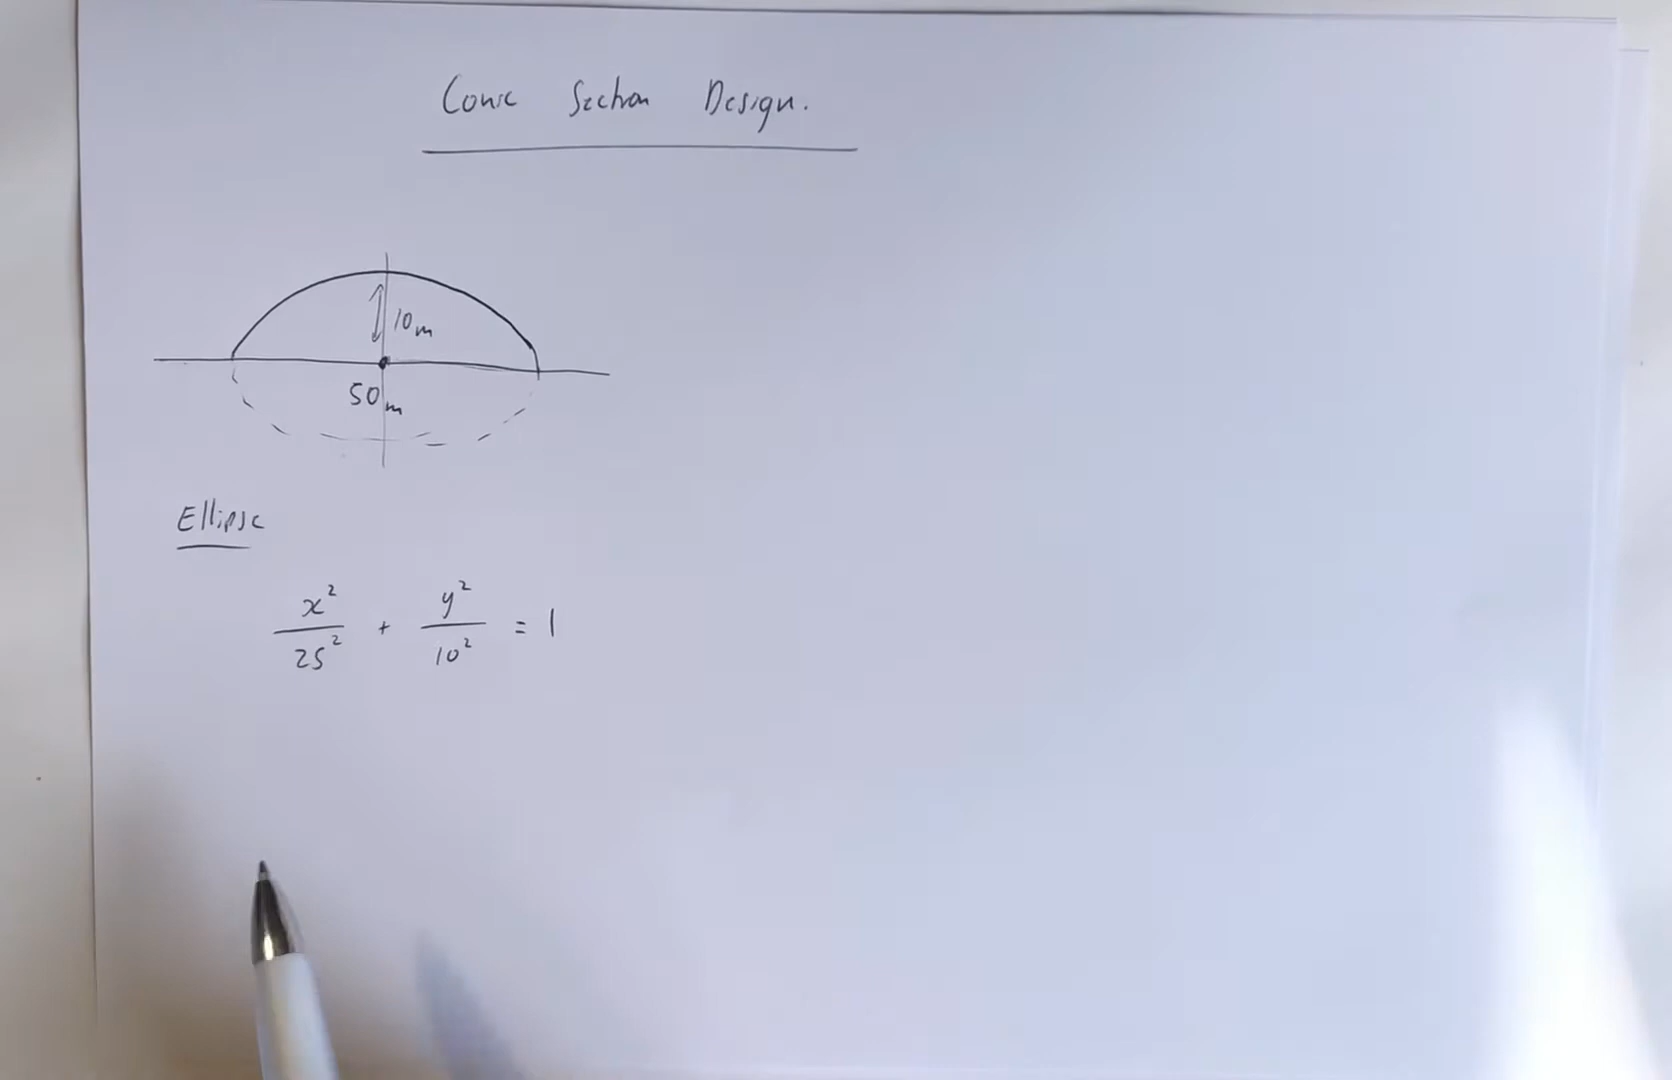 Conic Section Design.
10m
50m
Ellipse
x²/25² + y²/10² = 1